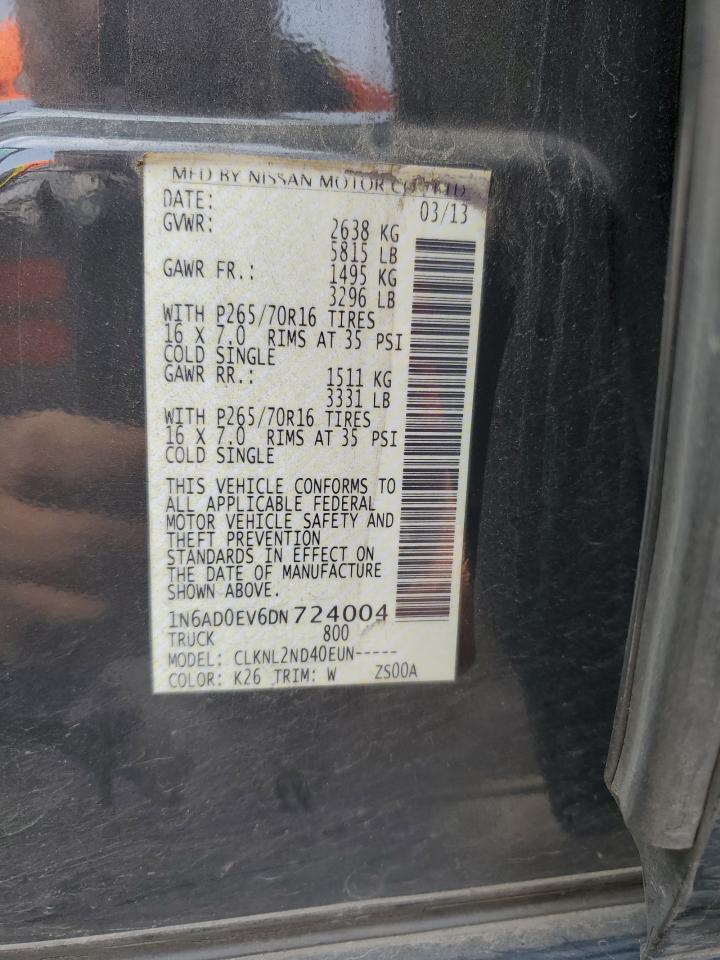 MFD BY NISSAN MOTOR CO., LTD.
DATE: 03/13
GVWR: 2638 KG
5815 LB
GAWR FR.: 1495 KG
3296 LB
WITH P265/70R16 TIRES
16 X 7.0 RIMS AT 35 PSI
COLD SINGLE
GAWR RR.: 1511 KG
3331 LB
WITH P265/70R16 TIRES
16 X 7.0 RIMS AT 35 PSI
COLD SINGLE
THIS VEHICLE CONFORMS TO
ALL APPLICABLE FEDERAL
MOTOR VEHICLE SAFETY AND
THEFT PREVENTION
STANDARDS IN EFFECT ON
THE DATE OF MANUFACTURE
SHOWN ABOVE.
1N6AD0EV6DN724004
TRUCK 800
MODEL: CLKNL2ND40EUN-----
COLOR: K26 TRIM: W ZS00A